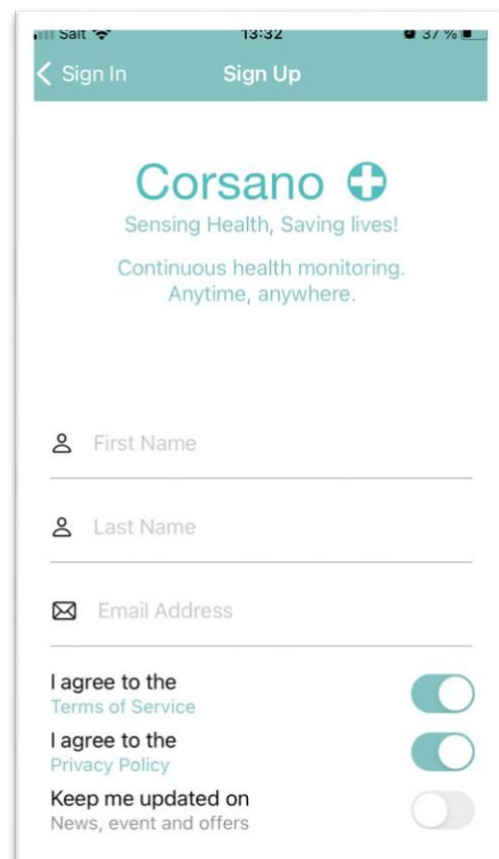 Salt 13:32 37 %
Sign In Sign Up
Corsano
Sensing Health, Saving lives!
Continuous health monitoring.
Anytime, anywhere.
First Name
Last Name
Email Address
I agree to the
Terms of Service
I agree to the
Privacy Policy
Keep me updated on
News, event and offers